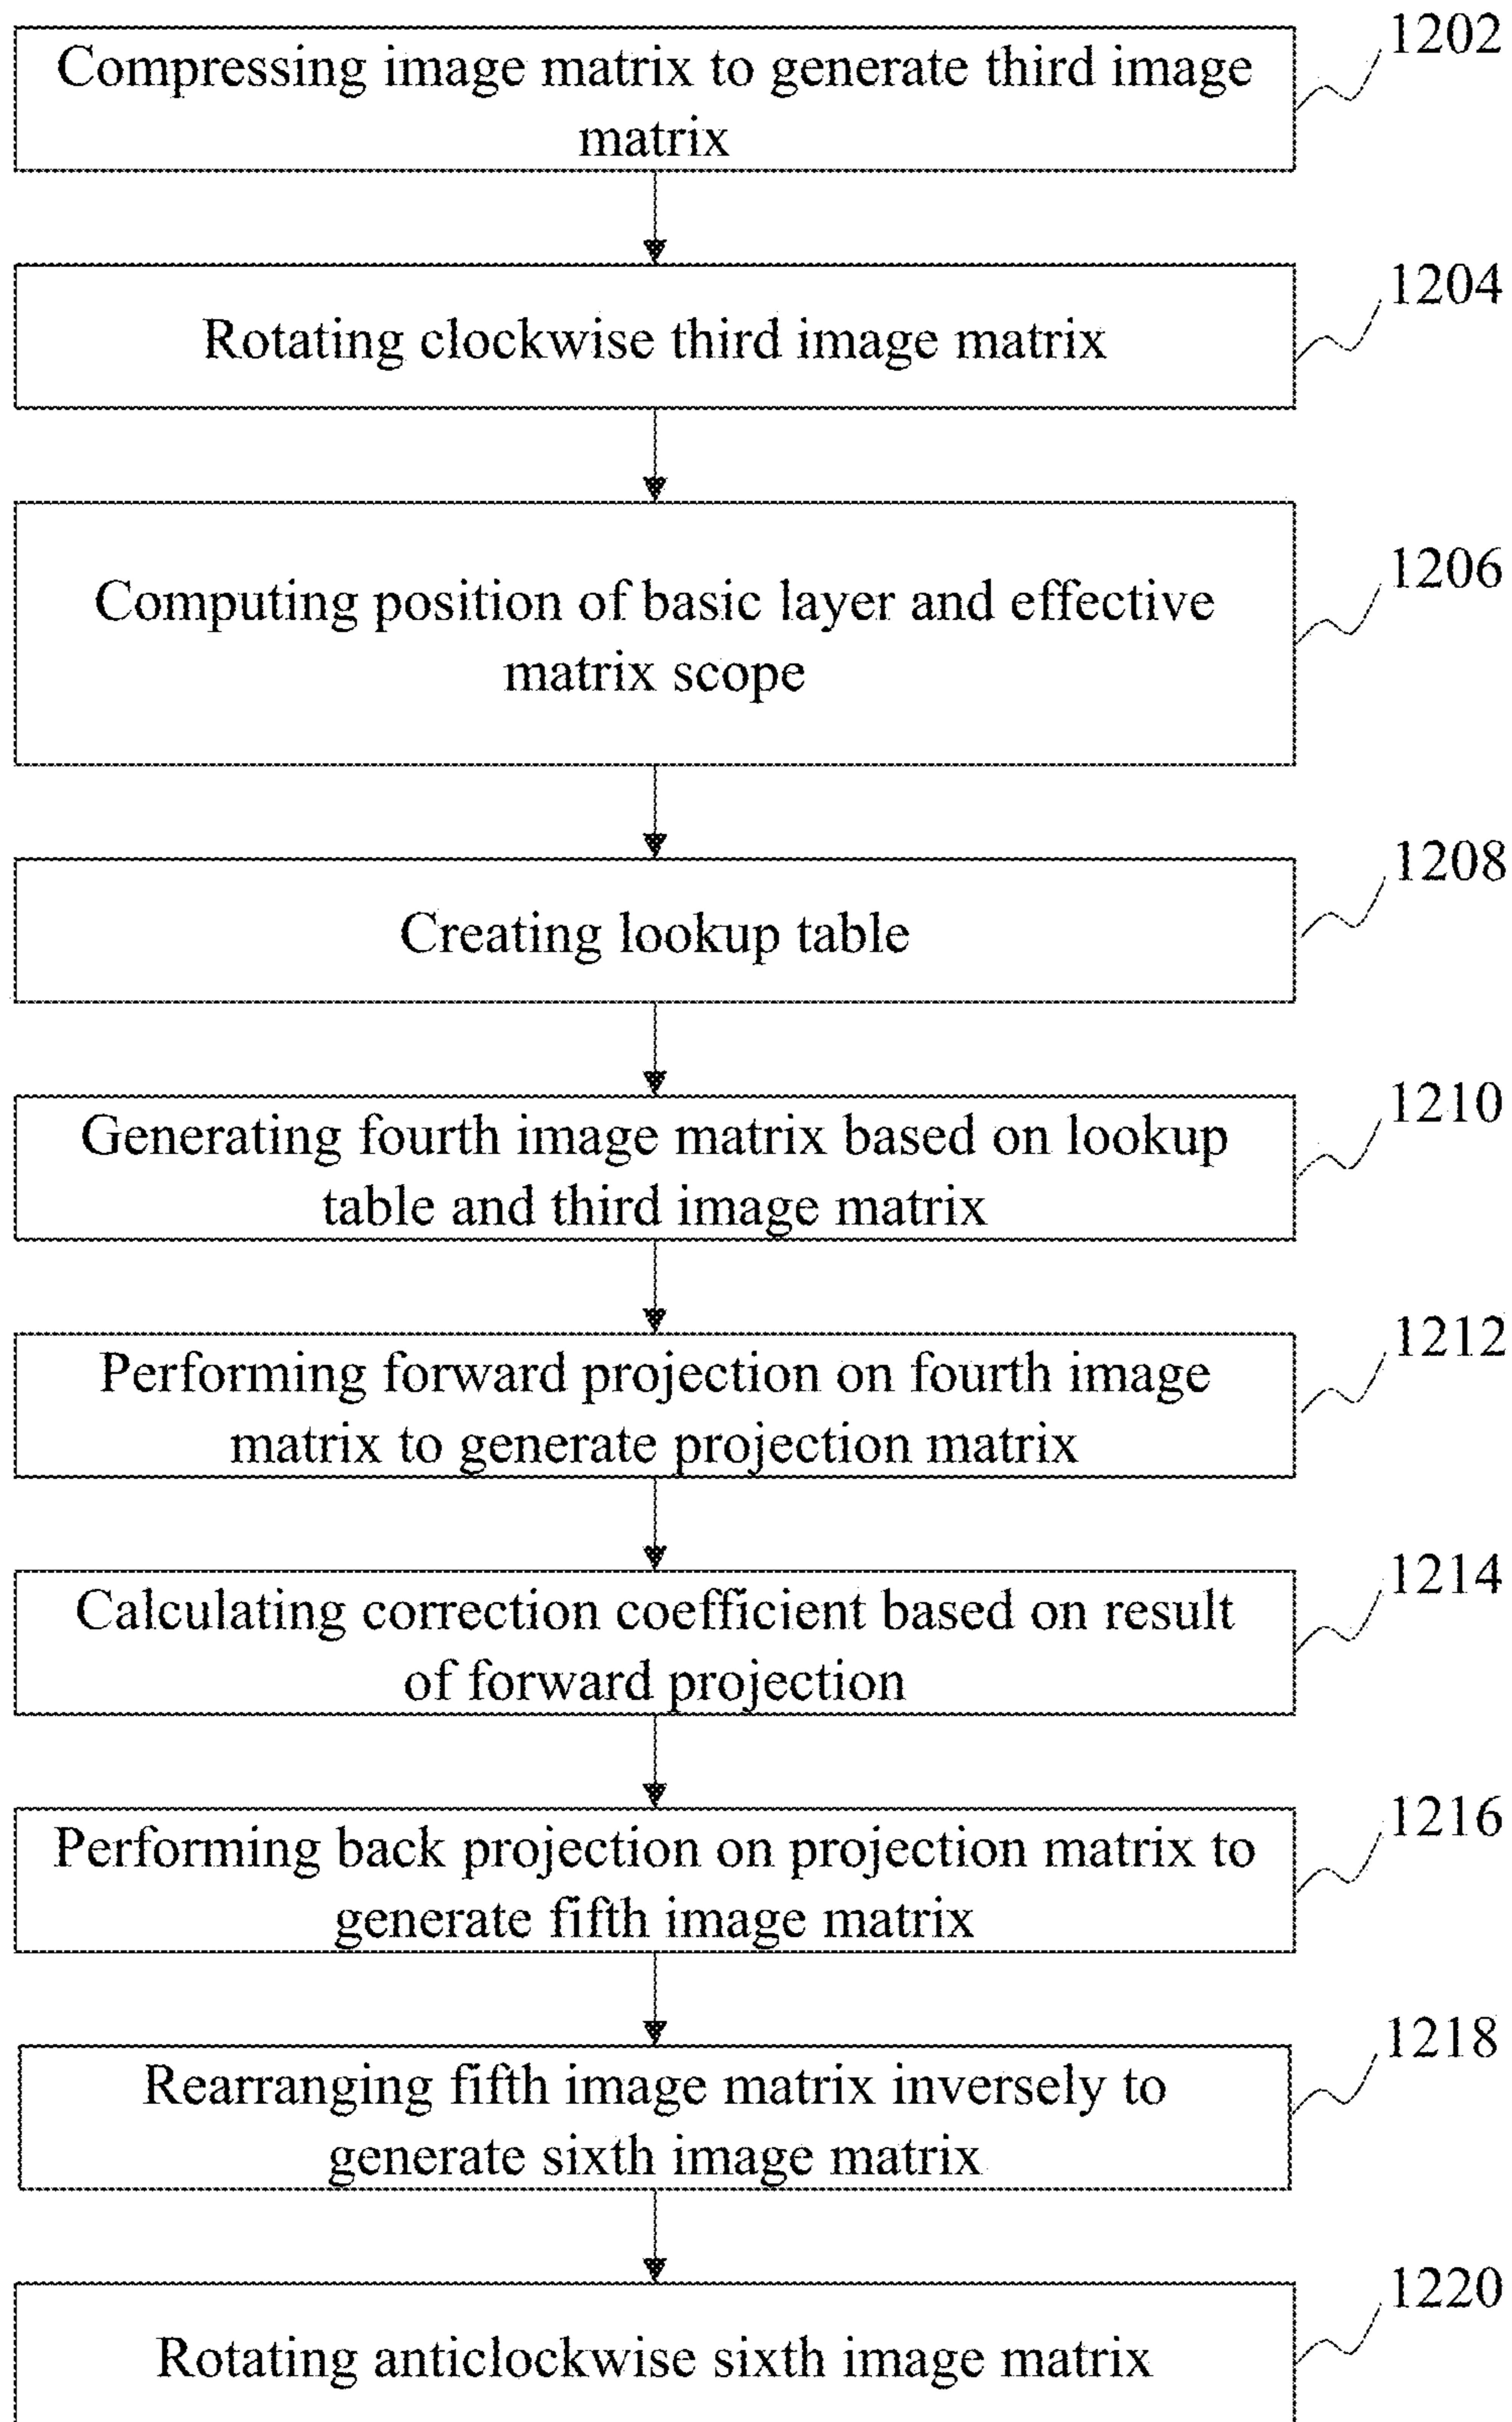 1202
Compressing image matrix to generate third image
matrix
1204
Rotating clockwise third image matrix
1206
Computing position of basic layer and effective
matrix scope
1208
Creating lookup table
1210
Generating fourth image matrix based on lookup
table and third image matrix
1212
Performing forward projection on fourth image
matrix to generate projection matrix
1214
Calculating correction coefficient based on result
of forward projection
1216
Performing back projection on projection matrix to
generate fifth image matrix
1218
Rearranging fifth image matrix inversely to
generate sixth image matrix
1220
Rotating anticlockwise sixth image matrix